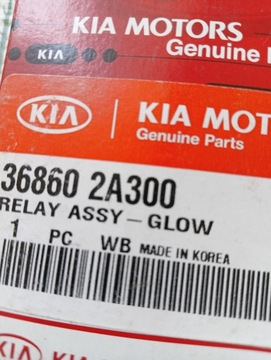 KIA MOTORS
Genuine
KIA
KIA
KIA MOT
Genuine Parts
36860 2A300
RELAY ASSY-GLOW
1 PC WB MADE IN KOREA
KIA